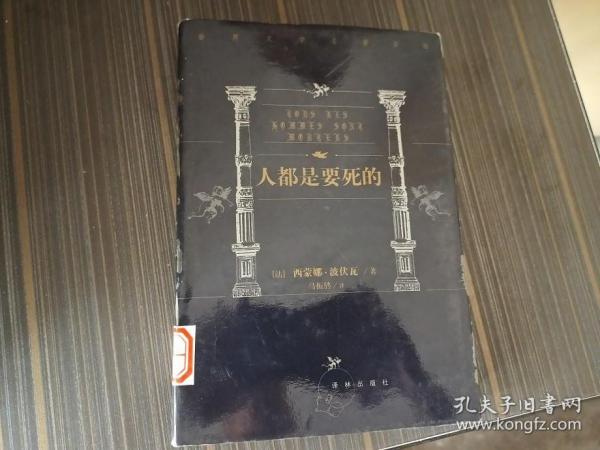 TOUS LES
HOMMES SONT
MORTELS
人都是要死的
〔法〕 西蒙娜·波伏瓦 / 著
马振骋 / 译
译林出版社
孔夫子旧书网
www.kongfz.com